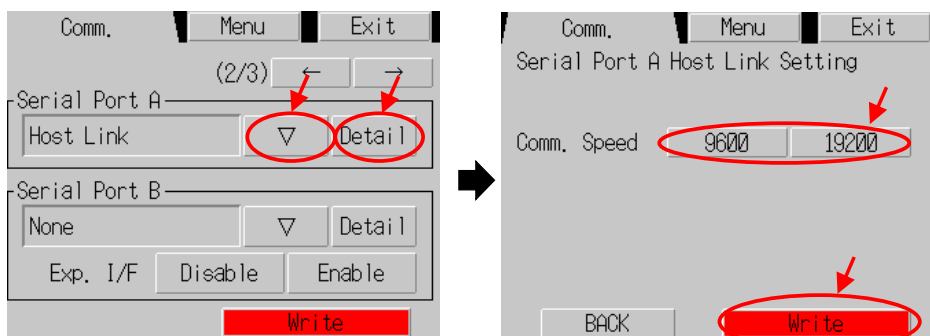 Comm. Menu Exit
(2/3) ← →
Serial Port A
Host Link ▽ Detail
Serial Port B
None ▽ Detail
Exp. I/F Disable Enable
Write
Comm. Menu Exit
Serial Port A Host Link Setting
Comm. Speed 9600 19200
BACK Write